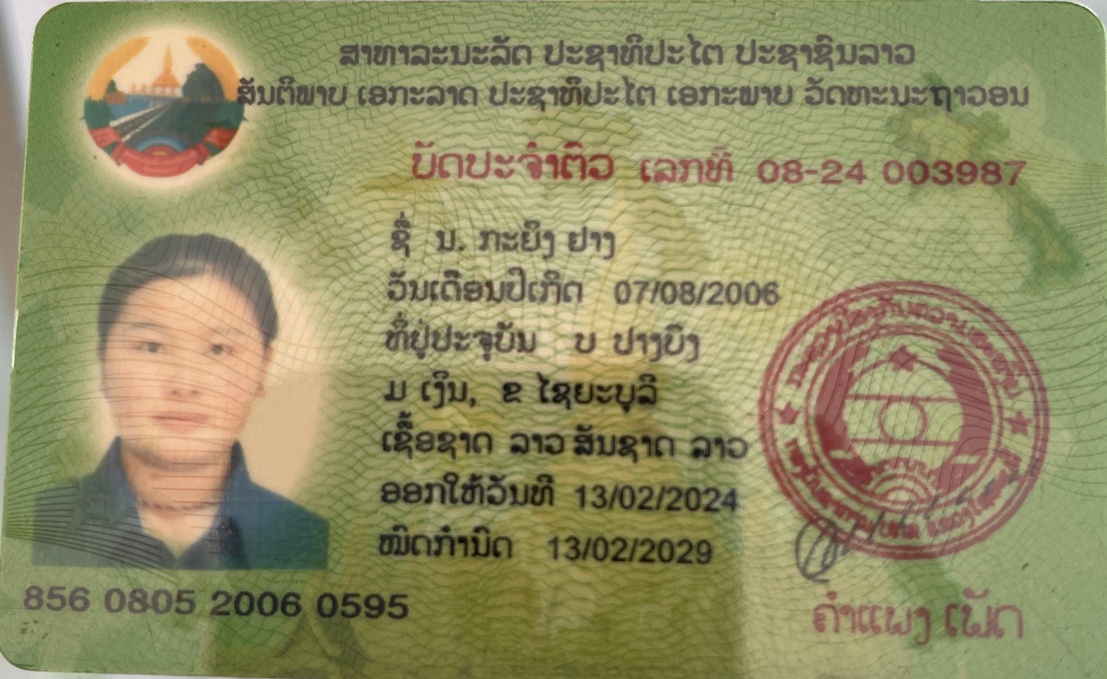 ສາທາລະນະລັດ ປະຊາທິປະໄຕ ປະຊາຊົນລາວ
ສັນຕິພາບ ເອກະລາດ ປະຊາທິປະໄຕ ເອກະພາບ ວັດທະນະຖາວອນ
ບັດປະຈຳຕົວ ເລກທີ່ 08-24 003987
ຊື່ ນ. ກະຍິງ ຢາງ
ວັນເດືອນປີເກີດ 07/08/2006
ທີ່ຢູ່ປະຈຸບັນ ບ ປາງບົງ
ມ ເງິນ, ຂ ໄຊຍະບູລີ
ເຊື້ອຊາດ ລາວ ສັນຊາດ ລາວ
ອອກໃຫ້ວັນທີ 13/02/2024
ໝົດກຳນົດ 13/02/2029
856 0805 2006 0595
ຄຳແພງ ເພັດ